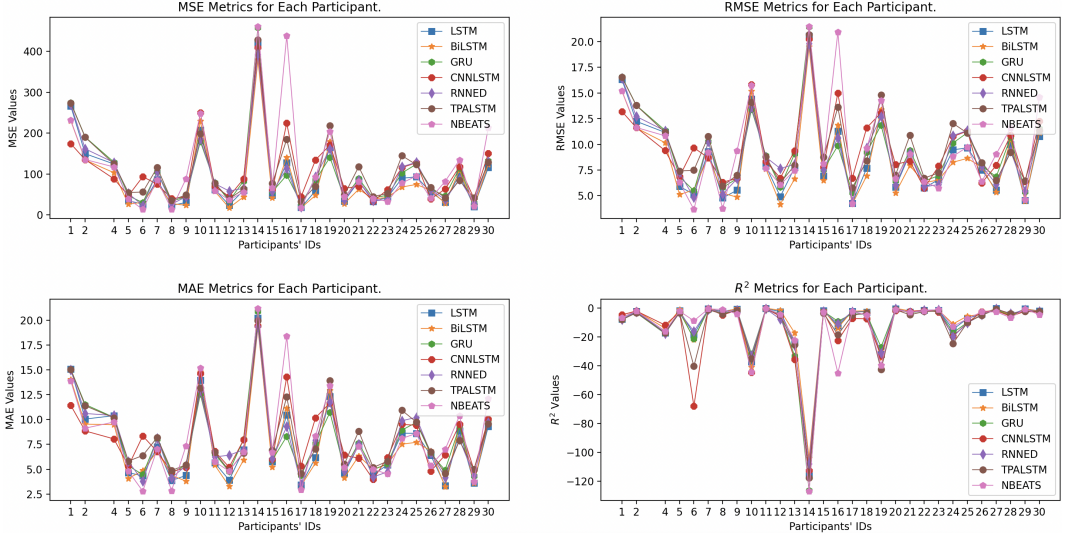 MSE Metrics for Each Participant.
MSE Values
400
300
200
100
0
1 2 4 5 6 7 8 9 10 11 12 13 14 15 16 17 18 19 20 21 22 23 24 25 26 27 28 29 30
Participants' IDs
LSTM
BiLSTM
GRU
CNNLSTM
RNNED
TPALSTM
NBEATS
RMSE Metrics for Each Participant.
RMSE Values
20.0
17.5
15.0
12.5
10.0
7.5
5.0
1 2 4 5 6 7 8 9 10 11 12 13 14 15 16 17 18 19 20 21 22 23 24 25 26 27 28 29 30
Participants' IDs
LSTM
BiLSTM
GRU
CNNLSTM
RNNED
TPALSTM
NBEATS
MAE Metrics for Each Participant.
MAE Values
20.0
17.5
15.0
12.5
10.0
7.5
5.0
2.5
1 2 4 5 6 7 8 9 10 11 12 13 14 15 16 17 18 19 20 21 22 23 24 25 26 27 28 29 30
Participants' IDs
LSTM
BiLSTM
GRU
CNNLSTM
RNNED
TPALSTM
NBEATS
R² Metrics for Each Participant.
R² Values
0
−20
−40
−60
−80
−100
−120
1 2 4 5 6 7 8 9 10 11 12 13 14 15 16 17 18 19 20 21 22 23 24 25 26 27 28 29 30
Participants' IDs
LSTM
BiLSTM
GRU
CNNLSTM
RNNED
TPALSTM
NBEATS